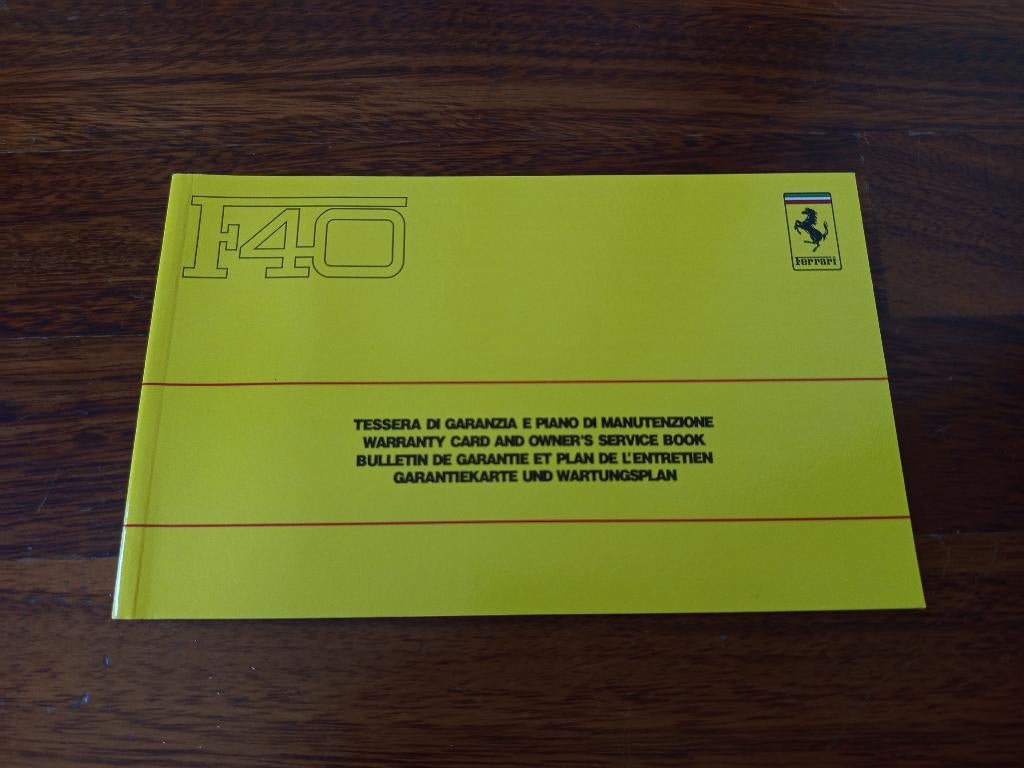 F40
Ferrari
TESSERA DI GARANZIA E PIANO DI MANUTENZIONE
WARRANTY CARD AND OWNER'S SERVICE BOOK
BULLETIN DE GARANTIE ET PLAN DE L'ENTRETIEN
GARANTIEKARTE UND WARTUNGSPLAN